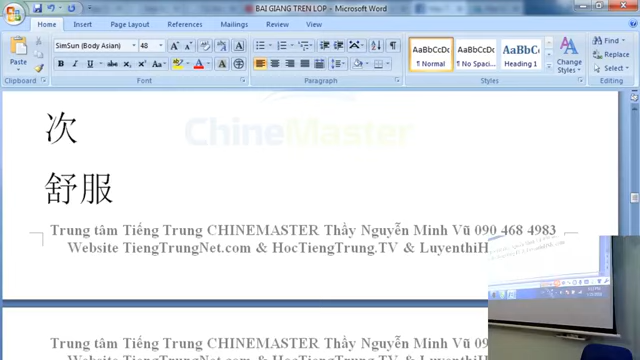 BAI GIANG TREN LOP - Microsoft Word
Home Insert Page Layout References Mailings Review View
Paste
SimSun (Body Asian) 48
AaBbCcDc AaBbCcDc AaBbC
¶ Normal ¶ No Spaci... Heading 1
Change Styles
Find
Replace
Select
Clipboard Font Paragraph Styles Editing
ChineMaster
次
舒服
Trung tâm Tiếng Trung CHINEMASTER Thầy Nguyễn Minh Vũ 090 468 4983
Website TiengTrungNet.com & HocTiengTrung.TV & LuyenthiH
Trung tâm Tiếng Trung CHINEMASTER Thầy Nguyễn Minh Vũ 090